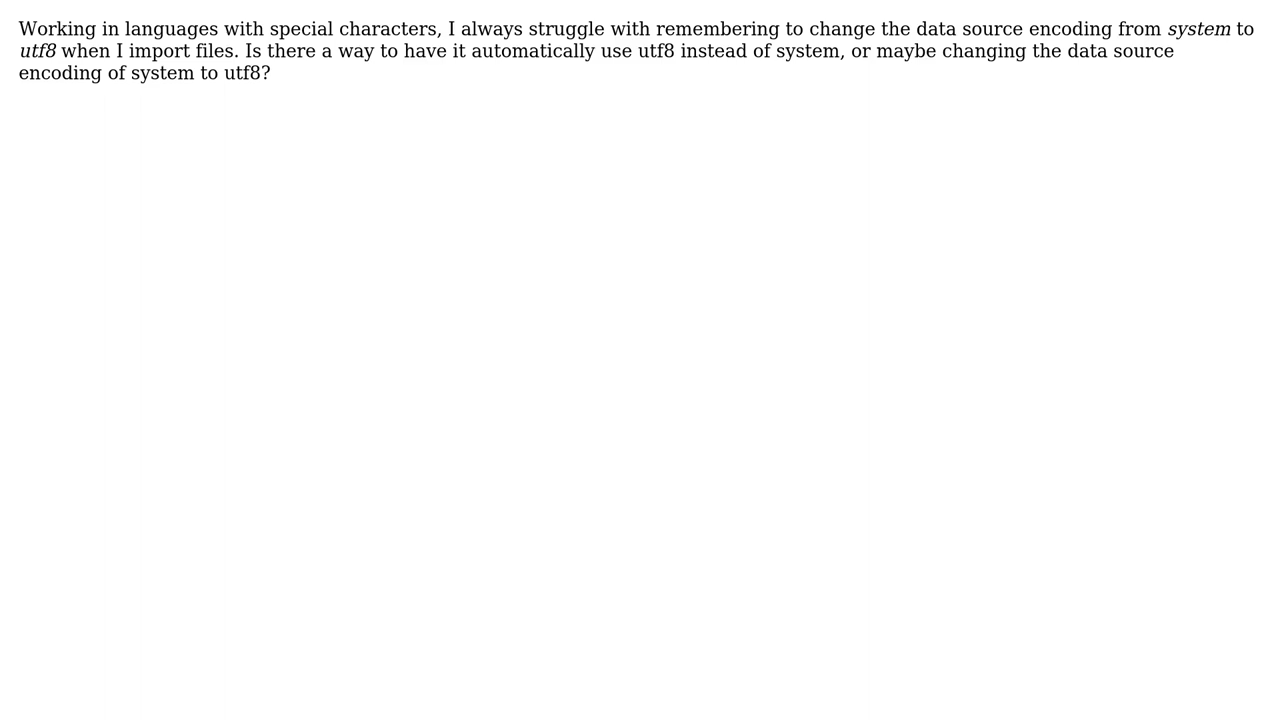 Working in languages with special characters, I always struggle with remembering to change the data source encoding from system to
utf8 when I import files. Is there a way to have it automatically use utf8 instead of system, or maybe changing the data source
encoding of system to utf8?